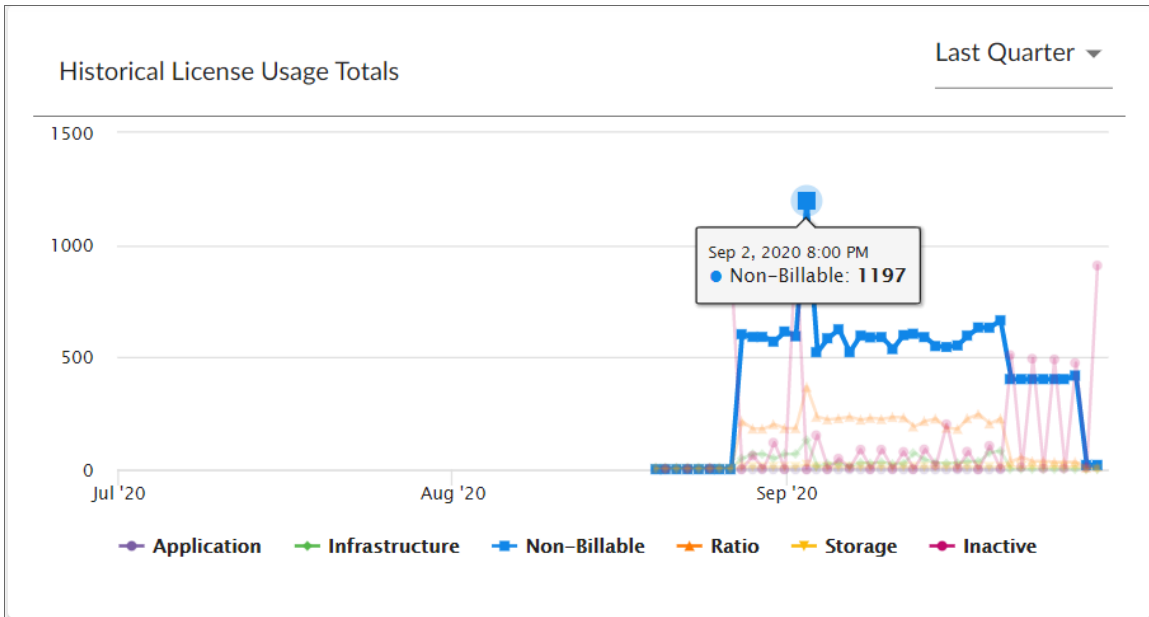 Last Quarter
Historical License Usage Totals
1500
1000
Sep 2, 2020 8:00 PM
Non-Billable: 1197
500
0
Jul '20 Aug '20 Sep '20
Application Infrastructure Non-Billable Ratio Storage Inactive